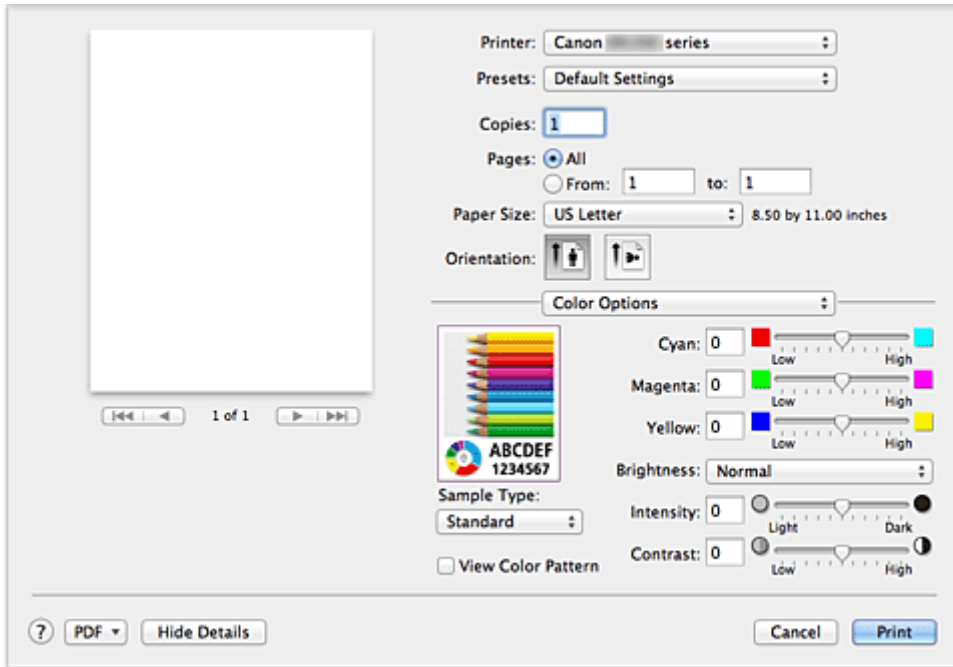 Printer: Canon series
Presets: Default Settings
Copies: 1
Pages: All
From: 1 to: 1
Paper Size: US Letter 8.50 by 11.00 inches
Orientation:
Color Options
Cyan: 0
Low High
Magenta: 0
Low High
Yellow: 0
Low High
ABCDEF
1234567
Sample Type:
Standard
View Color Pattern
Brightness: Normal
Intensity: 0
Light Dark
Contrast: 0
Low High
1 of 1
? PDF Hide Details Cancel Print